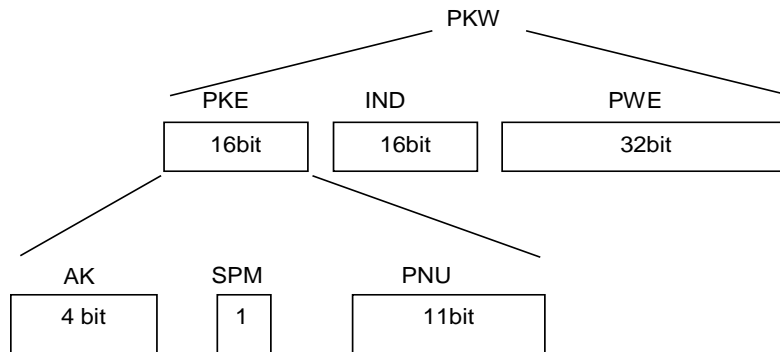 PKW
PKE IND PWE
16bit 16bit 32bit
AK SPM PNU
4 bit 1 11bit